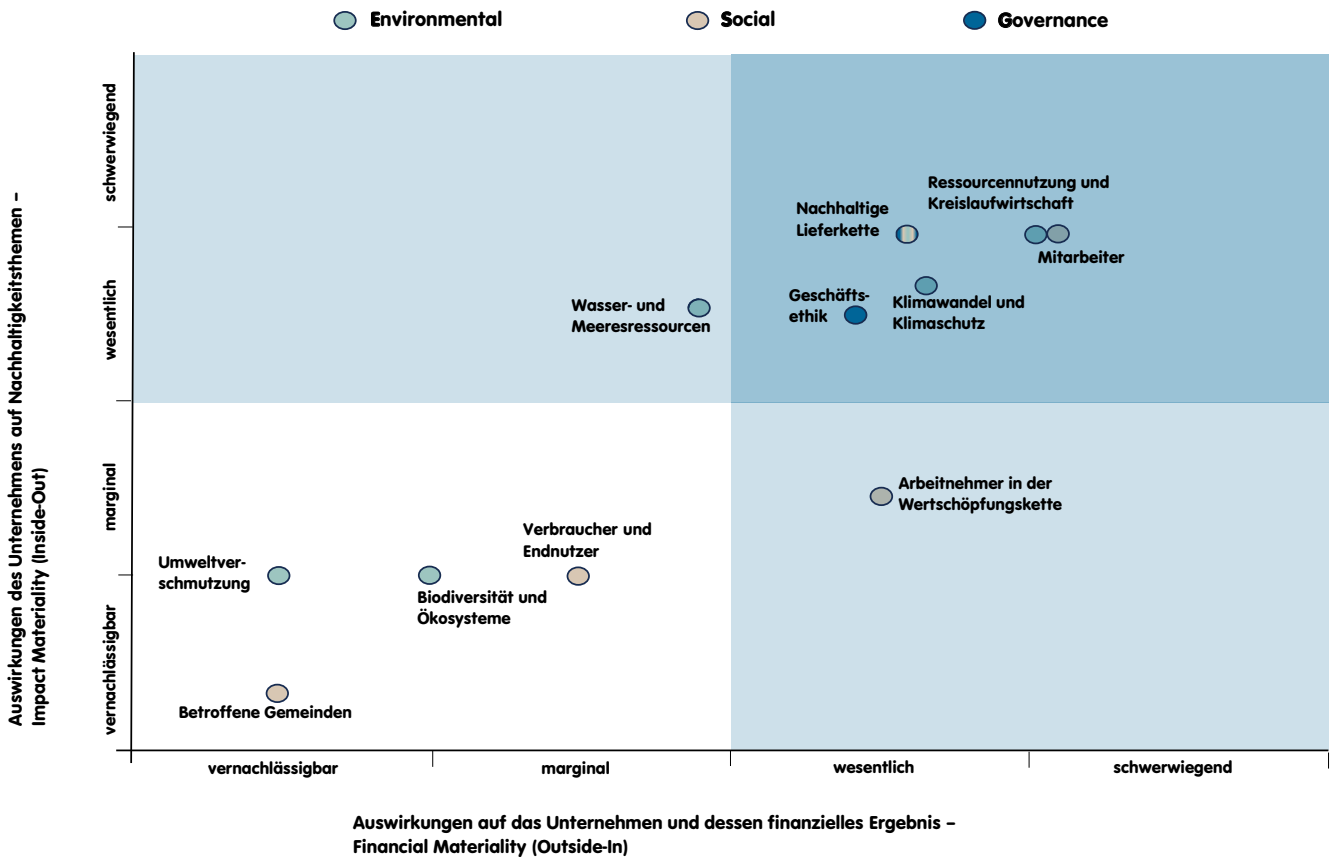 Environmental
Social
Governance
Auswirkungen des Unternehmens auf Nachhaltigkeitsthemen –
Impact Materiality (Inside-Out)
schwerwiegend
wesentlich
marginal
vernachlässigbar
Ressourcennutzung und
Kreislaufwirtschaft
Nachhaltige
Lieferkette
Mitarbeiter
Wasser- und
Meeresressourcen
Geschäfts-
ethik
Klimawandel und
Klimaschutz
Arbeitnehmer in der
Wertschöpfungskette
Verbraucher und
Endnutzer
Umweltver-
schmutzung
Biodiversität und
Ökosysteme
Betroffene Gemeinden
vernachlässigbar
marginal
wesentlich
schwerwiegend
Auswirkungen auf das Unternehmen und dessen finanzielles Ergebnis –
Financial Materiality (Outside-In)